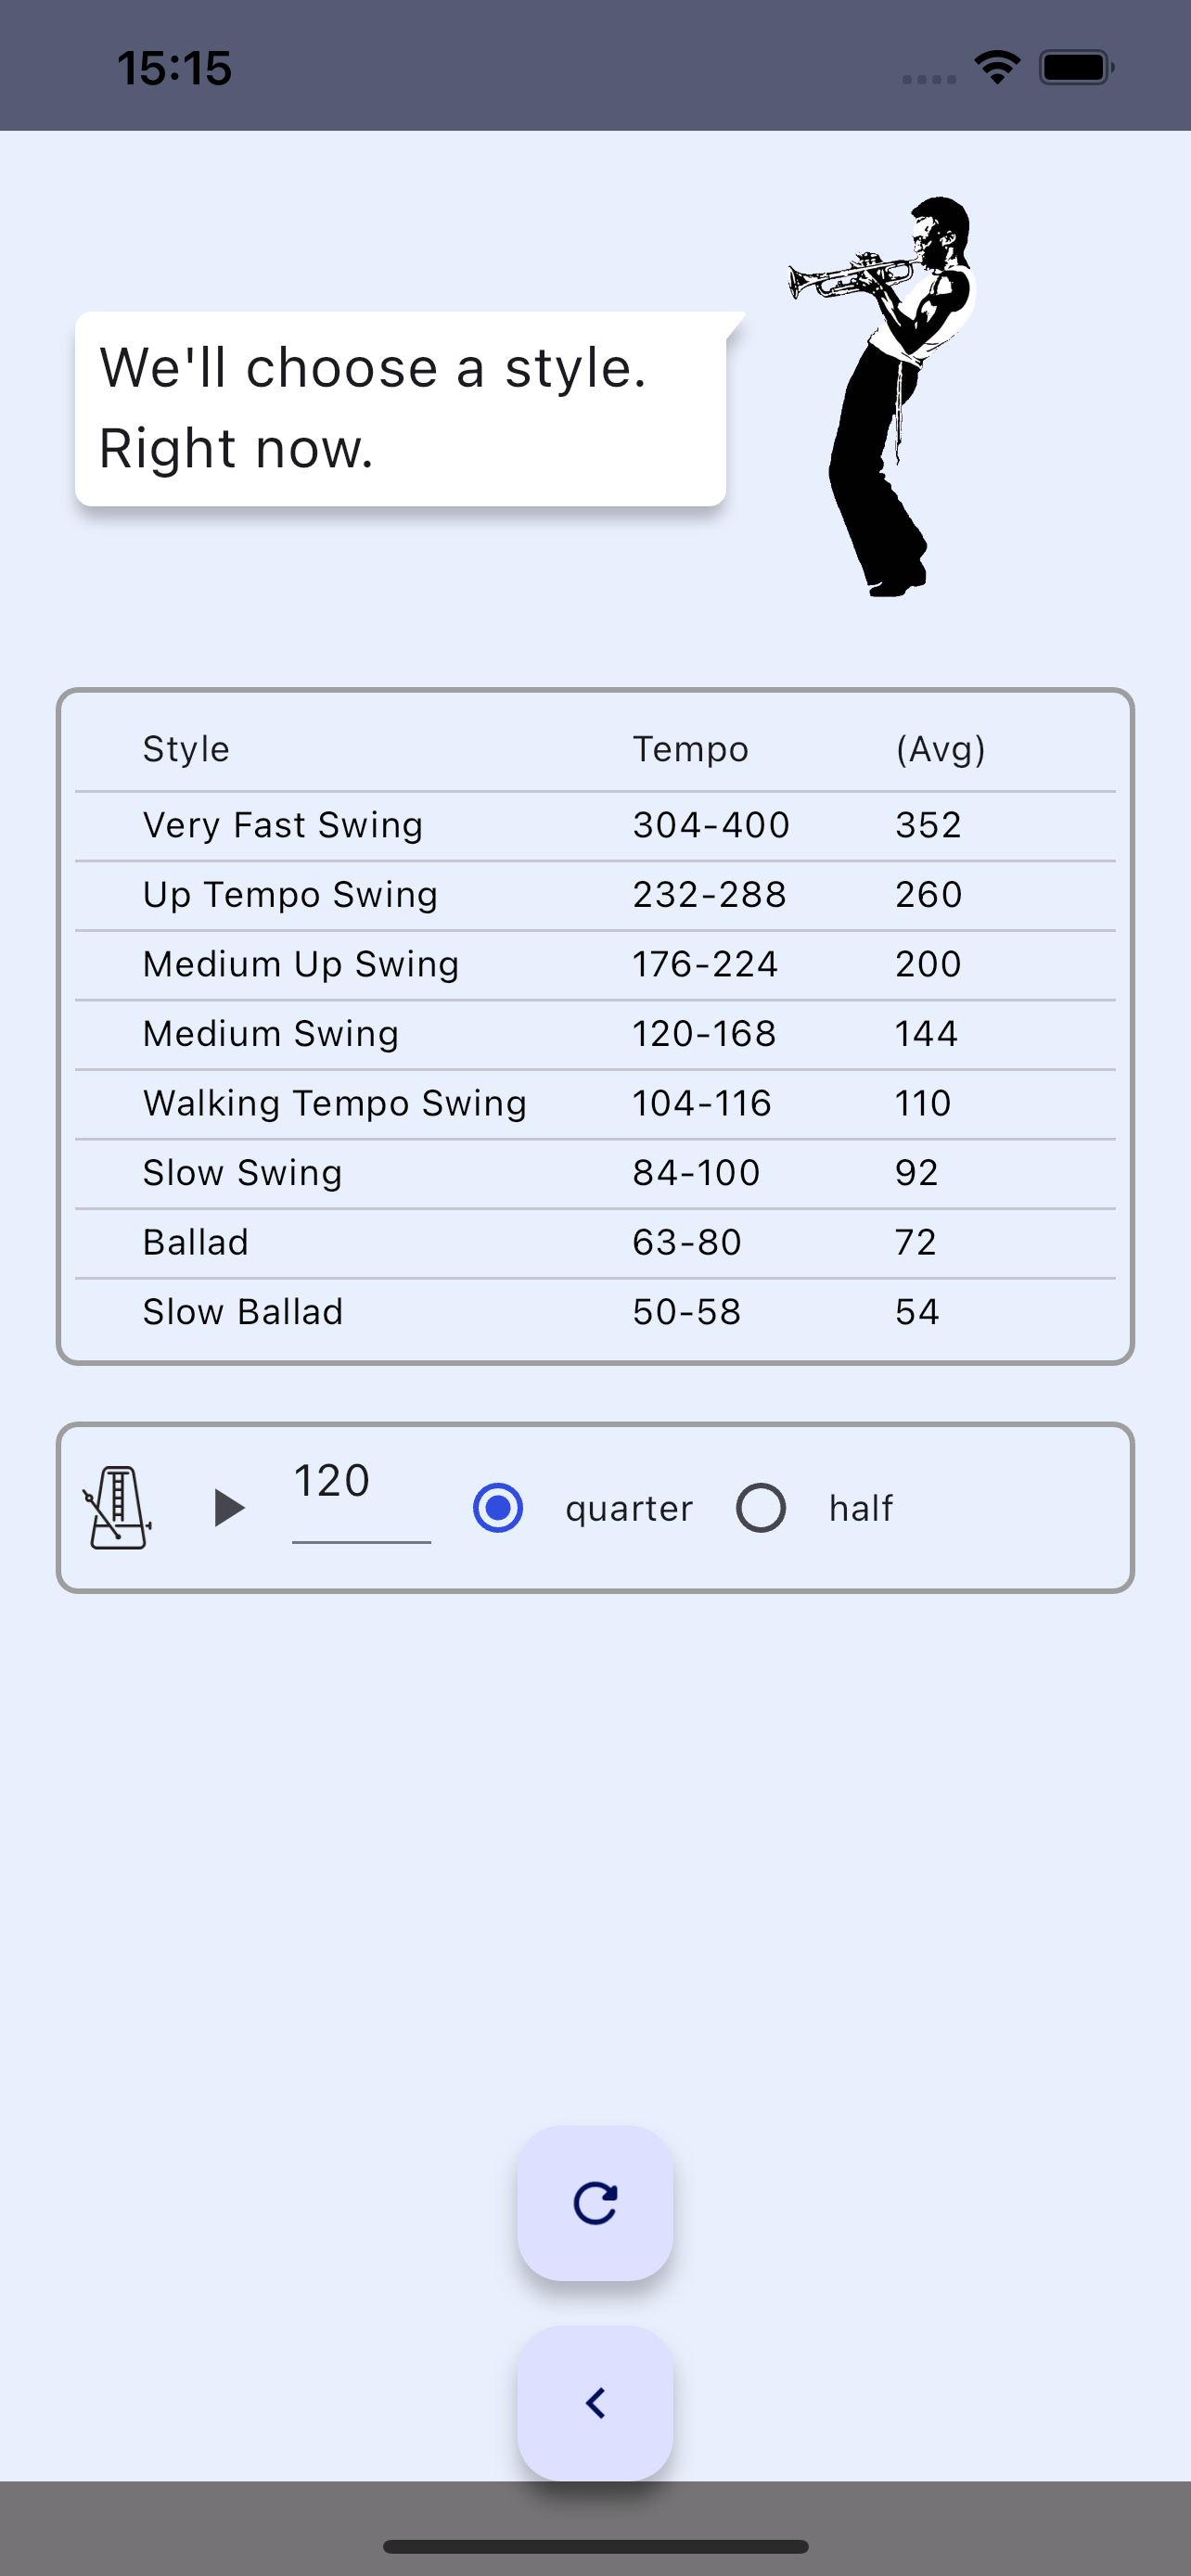 15:15
We'll choose a style.
Right now.
Style Tempo (Avg)
Very Fast Swing 304-400 352
Up Tempo Swing 232-288 260
Medium Up Swing 176-224 200
Medium Swing 120-168 144
Walking Tempo Swing 104-116 110
Slow Swing 84-100 92
Ballad 63-80 72
Slow Ballad 50-58 54
120 quarter half